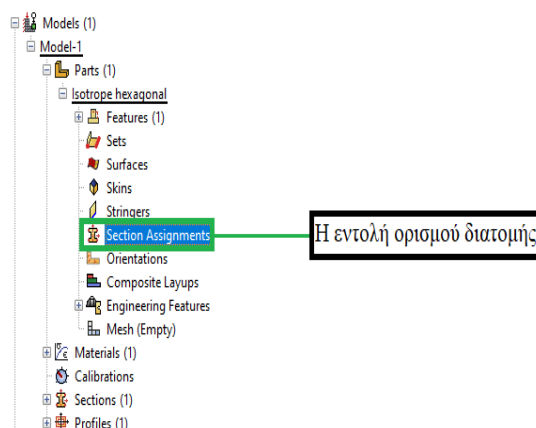 Models (1)
Model-1
Parts (1)
Isotrope hexagonal
Features (1)
Sets
Surfaces
Skins
Stringers
Section Assignments
Η εντολή ορισμού διατομής
Orientations
Composite Layups
Engineering Features
Mesh (Empty)
Materials (1)
Calibrations
Sections (1)
Profiles (1)